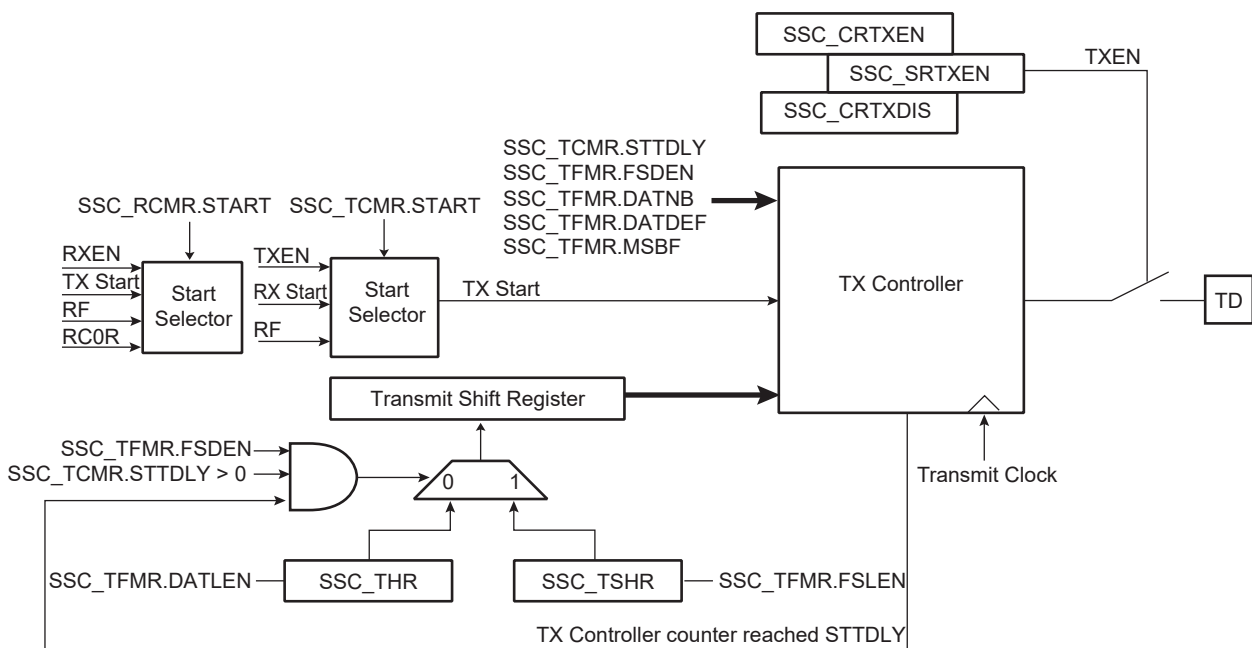 SSC_CRTXEN
SSC_SRTXEN
TXEN
SSC_CRTXDIS
SSC_TCMR.STTDLY
SSC_TFMR.FSDEN
SSC_TFMR.DATNB
SSC_TFMR.DATDEF
SSC_TFMR.MSBF
SSC_RCMR.START
SSC_TCMR.START
RXEN
TX Start
RF
RC0R
Start
Selector
TXEN
RX Start
RF
Start
Selector
TX Start
TX Controller
TD
Transmit Shift Register
SSC_TFMR.FSDEN
SSC_TCMR.STTDLY > 0
0 1
Transmit Clock
SSC_TFMR.DATLEN
SSC_THR
SSC_TSHR
SSC_TFMR.FSLEN
TX Controller counter reached STTDLY